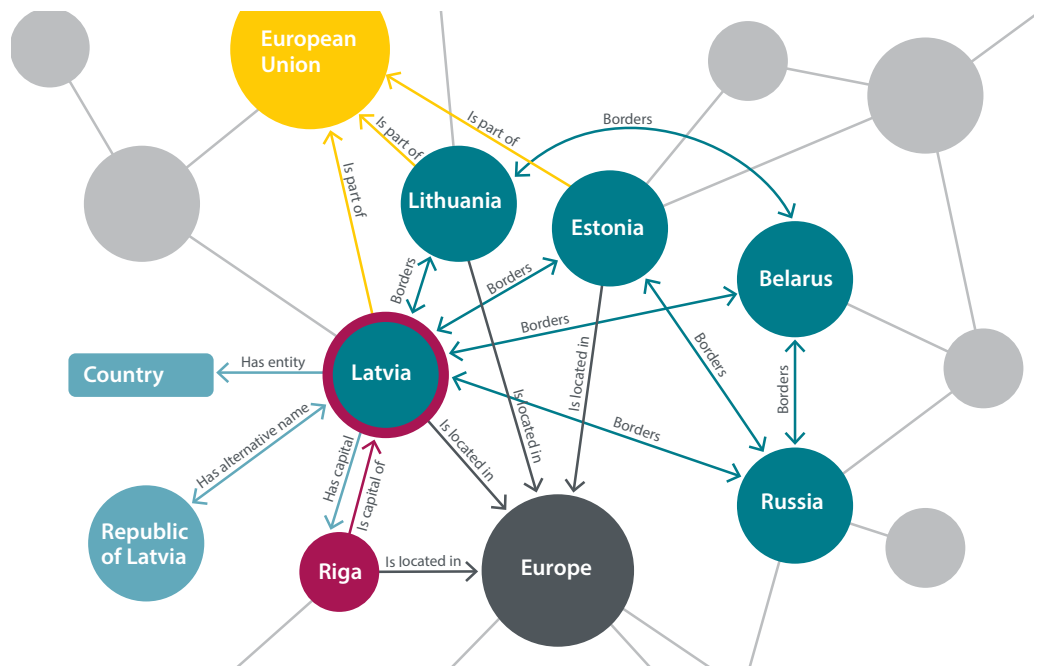 European
Union
Is part of
Is part of
Is part of
Borders
Lithuania
Estonia
Belarus
Borders
Borders
Borders
Is located in
Is located in
Borders
Borders
Country
Has entity
Latvia
Has alternative name
Has capital
Is capital of
Is located in
Borders
Republic
of Latvia
Riga
Is located in
Europe
Russia